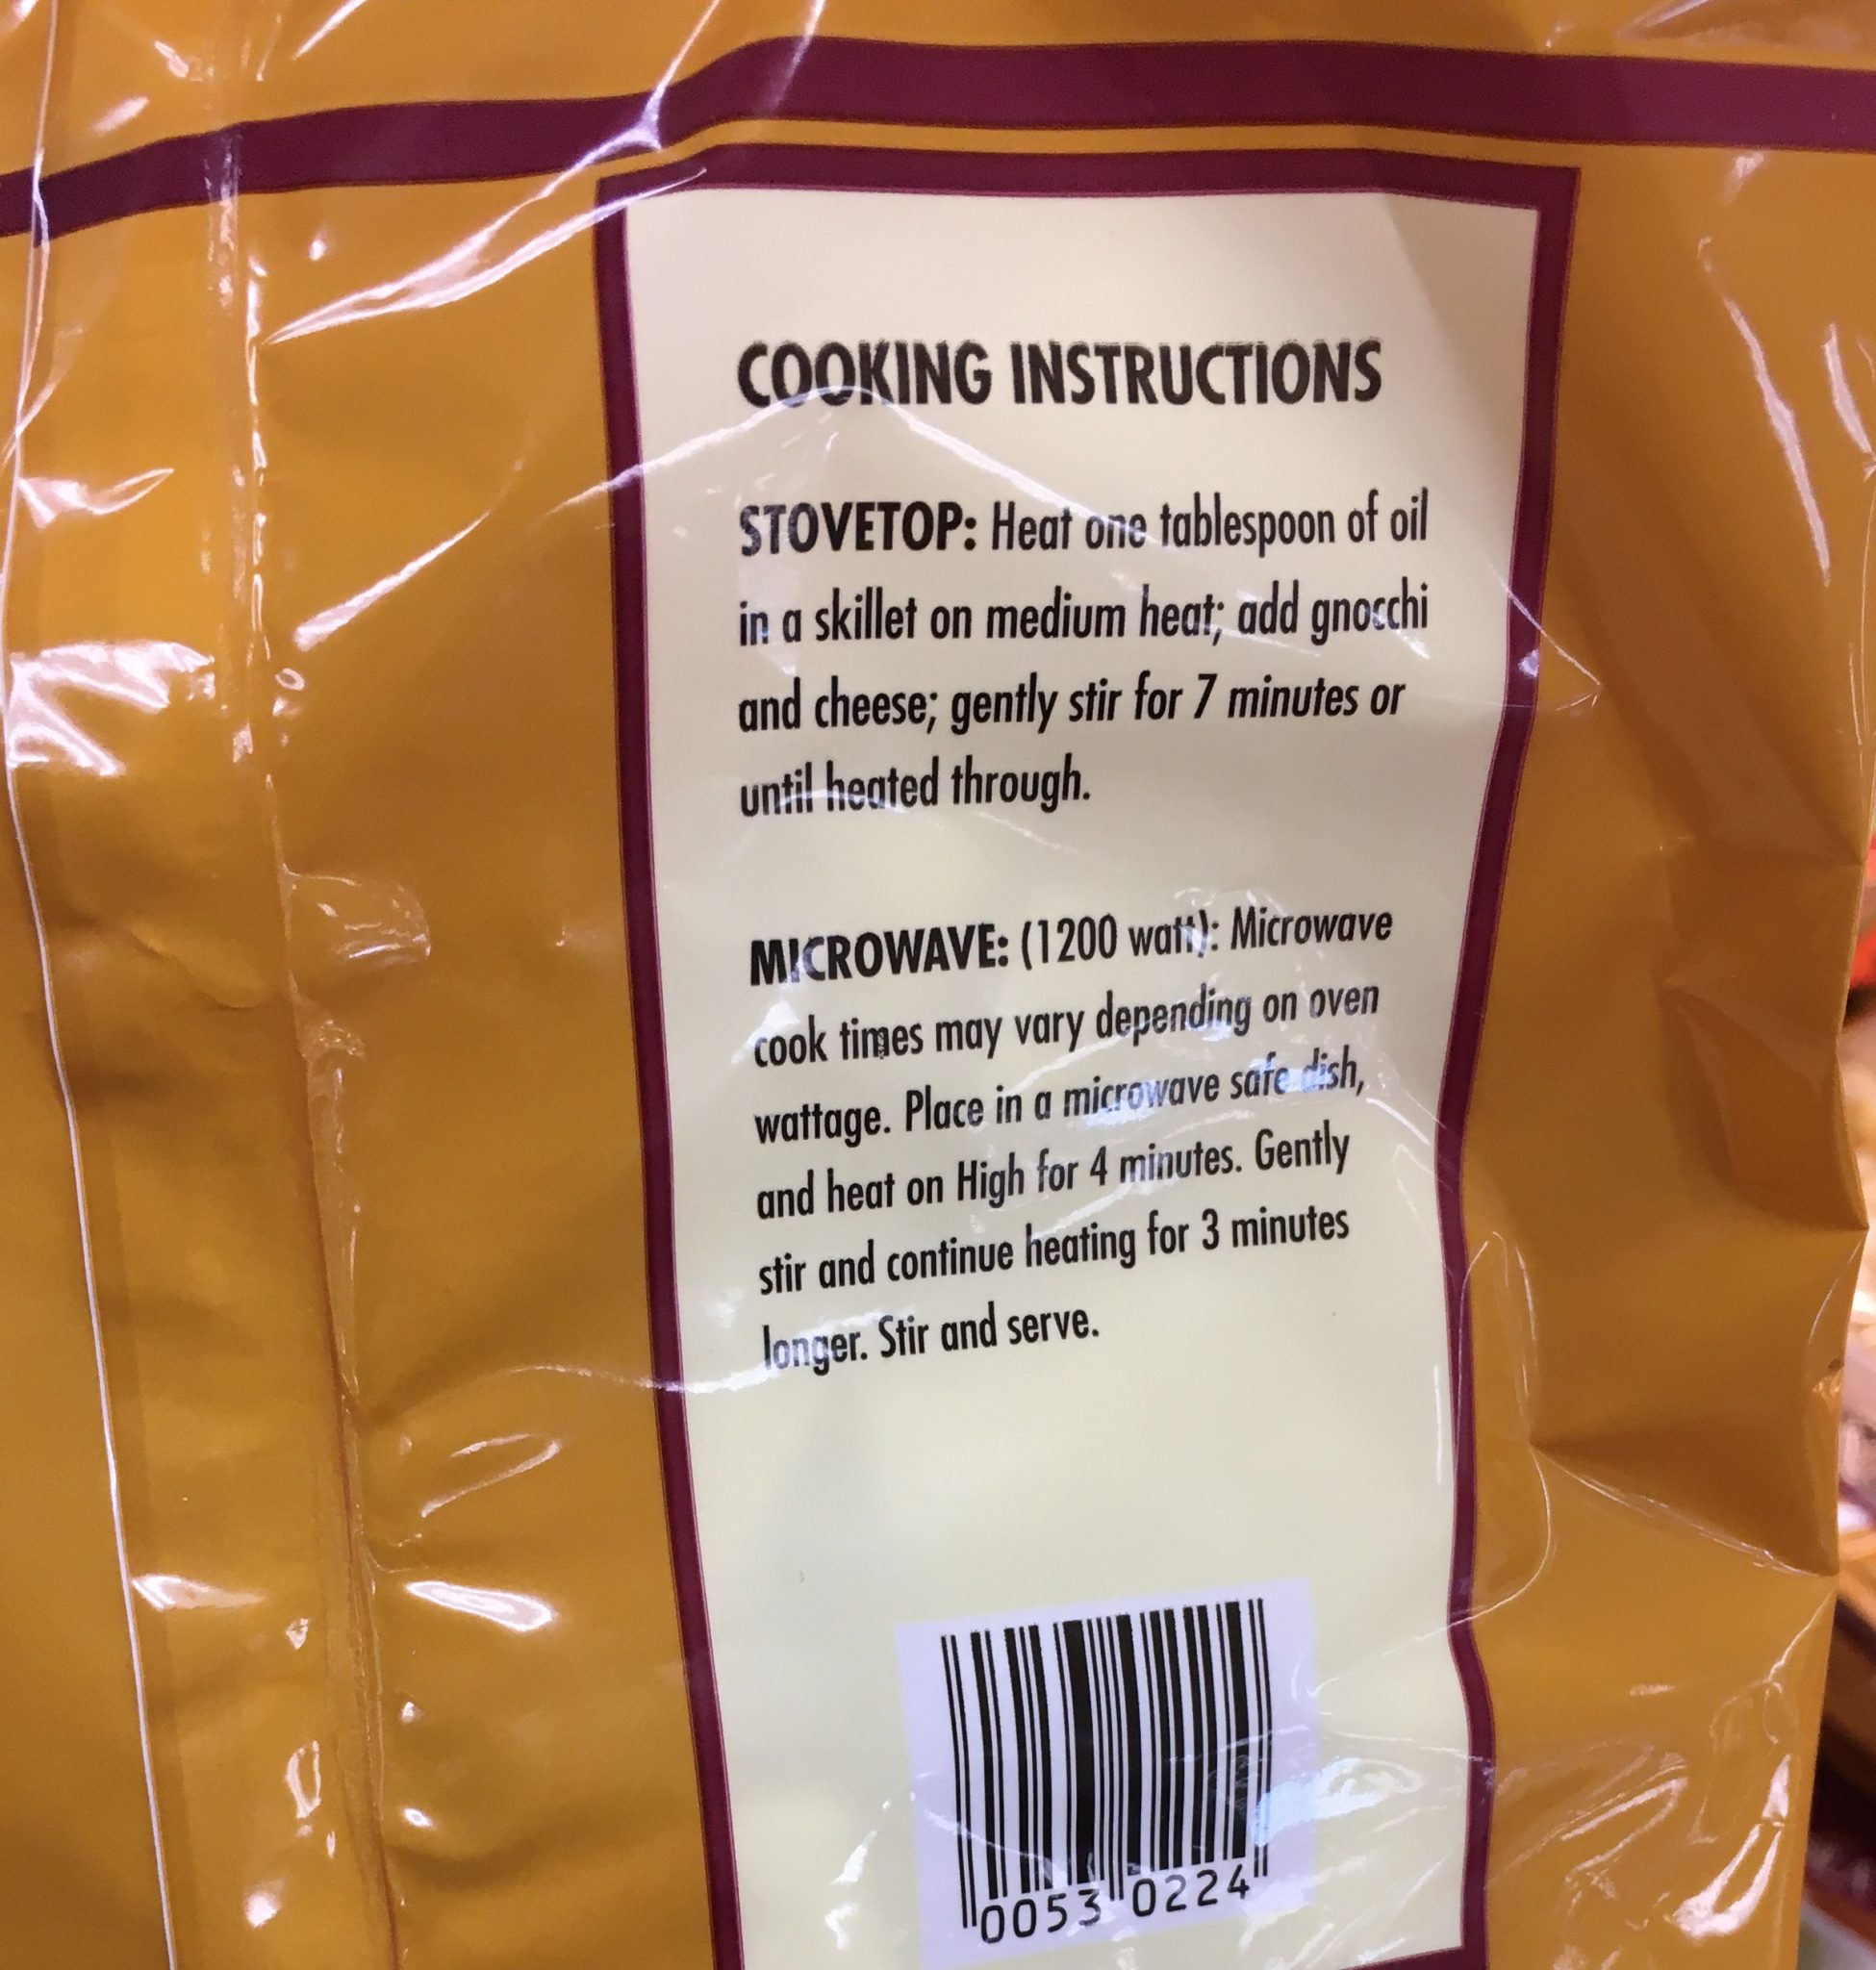 COOKING INSTRUCTIONS
STOVETOP: Heat one tablespoon of oil
in a skillet on medium heat; add gnocchi
and cheese; gently stir for 7 minutes or
until heated through.
MICROWAVE: (1200 watt): Microwave
cook times may vary depending on oven
wattage. Place in a microwave safe dish,
and heat on High for 4 minutes. Gently
stir and continue heating for 3 minutes
longer. Stir and serve.
0053 0224